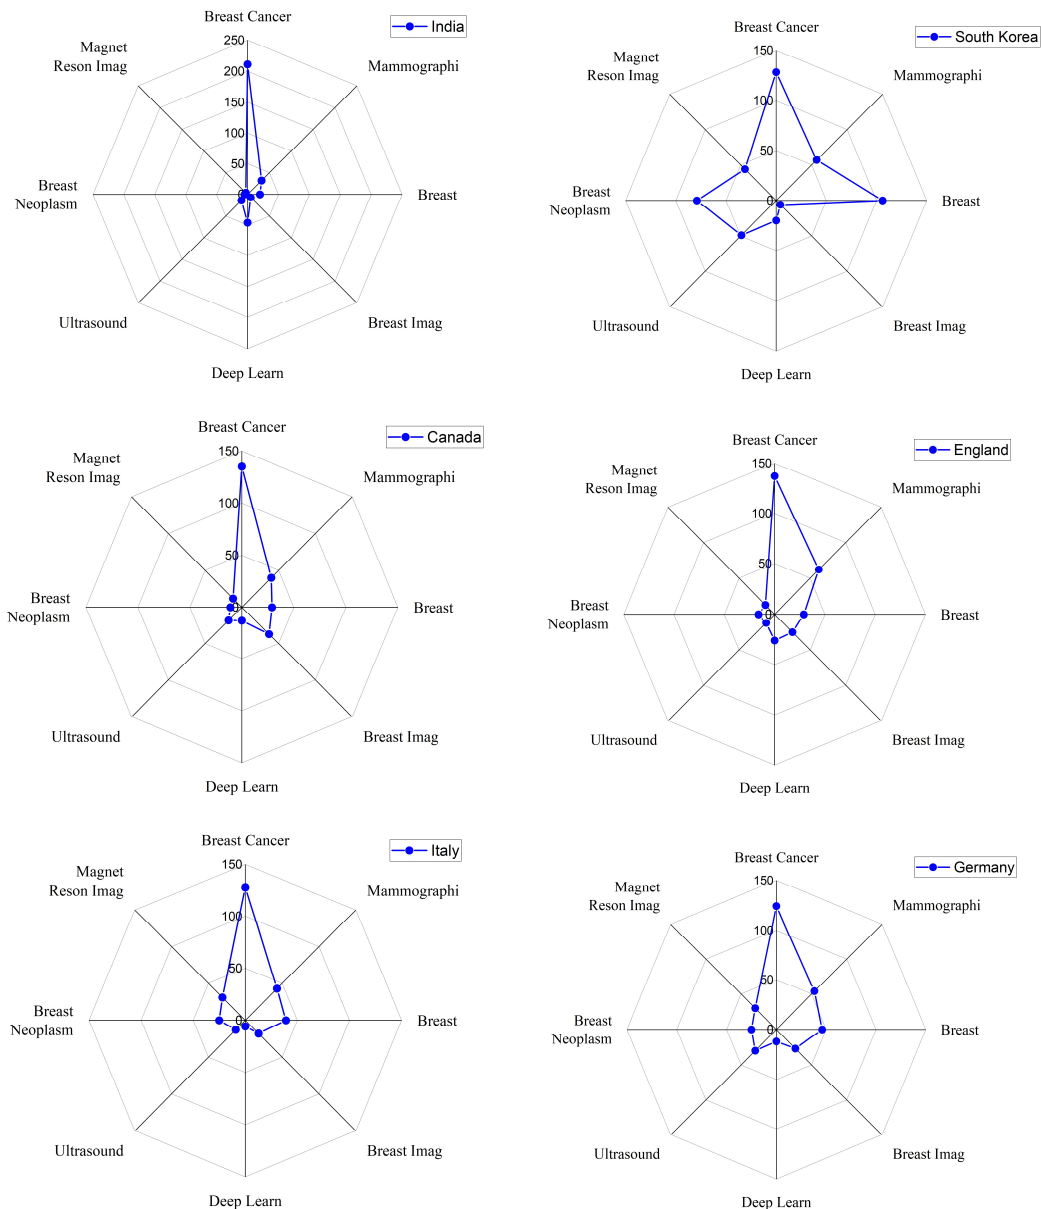 Breast Cancer
India
250
Magnet
Reson Imag
Mammographi
200
150
100
50
0
Breast
Neoplasm
Breast
Ultrasound
Breast Imag
Deep Learn
Breast Cancer
South Korea
150
Magnet
Reson Imag
Mammographi
100
50
0
Breast
Neoplasm
Breast
Ultrasound
Breast Imag
Deep Learn
Breast Cancer
Canada
150
Magnet
Reson Imag
Mammographi
100
50
0
Breast
Neoplasm
Breast
Ultrasound
Breast Imag
Deep Learn
Breast Cancer
England
150
Magnet
Reson Imag
Mammographi
100
50
0
Breast
Neoplasm
Breast
Ultrasound
Breast Imag
Deep Learn
Breast Cancer
Italy
150
Magnet
Reson Imag
Mammographi
100
50
0
Breast
Neoplasm
Breast
Ultrasound
Breast Imag
Deep Learn
Breast Cancer
Germany
150
Magnet
Reson Imag
Mammographi
100
50
0
Breast
Neoplasm
Breast
Ultrasound
Breast Imag
Deep Learn